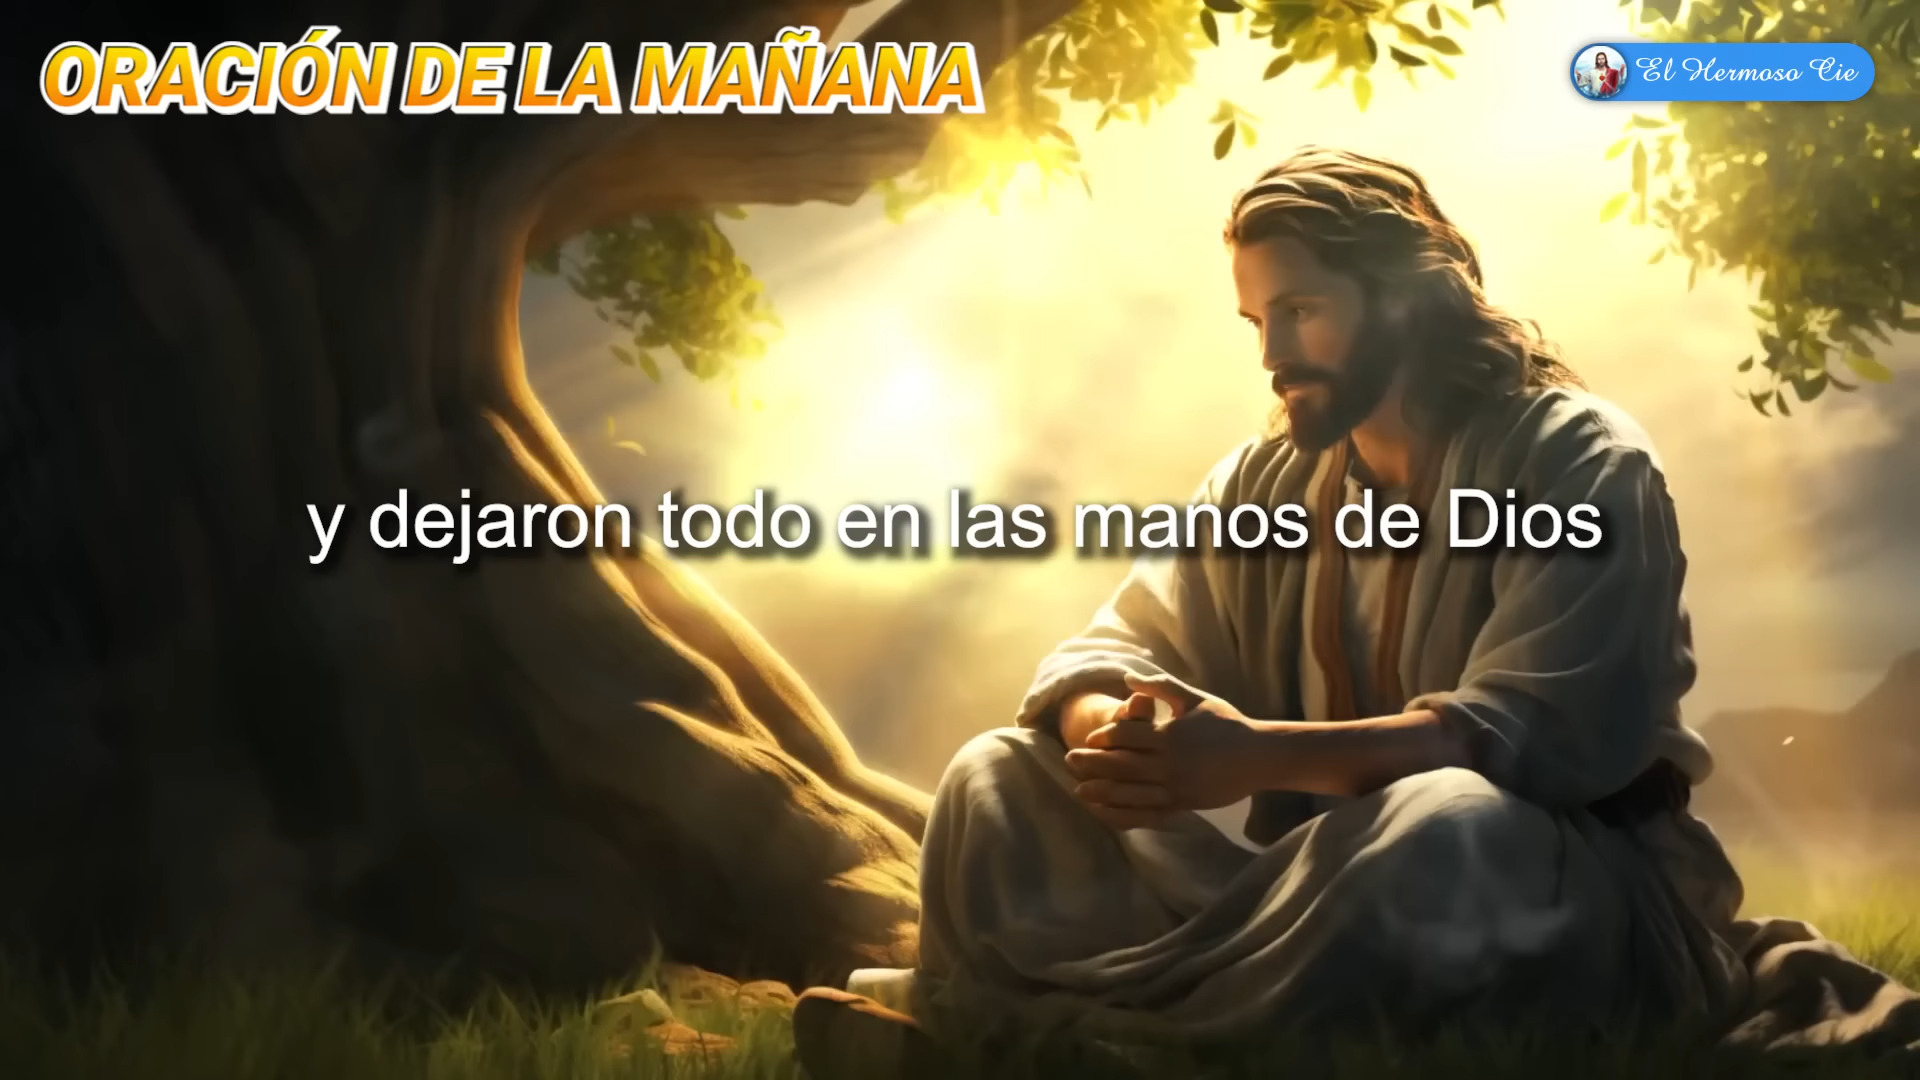 ORACIÓN DE LA MAÑANA
El Hermoso Cie
y dejaron todo en las manos de Dios